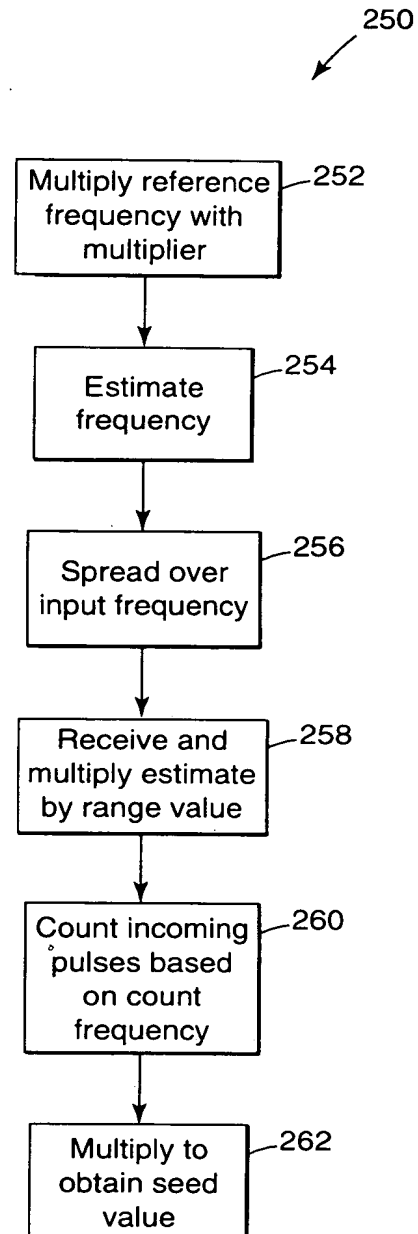 250
Multiply reference
frequency with
multiplier
252
Estimate
frequency
254
Spread over
input frequency
256
Receive and
multiply estimate
by range value
258
Count incoming
pulses based
on count
frequency
260
Multiply to
obtain seed
value
262